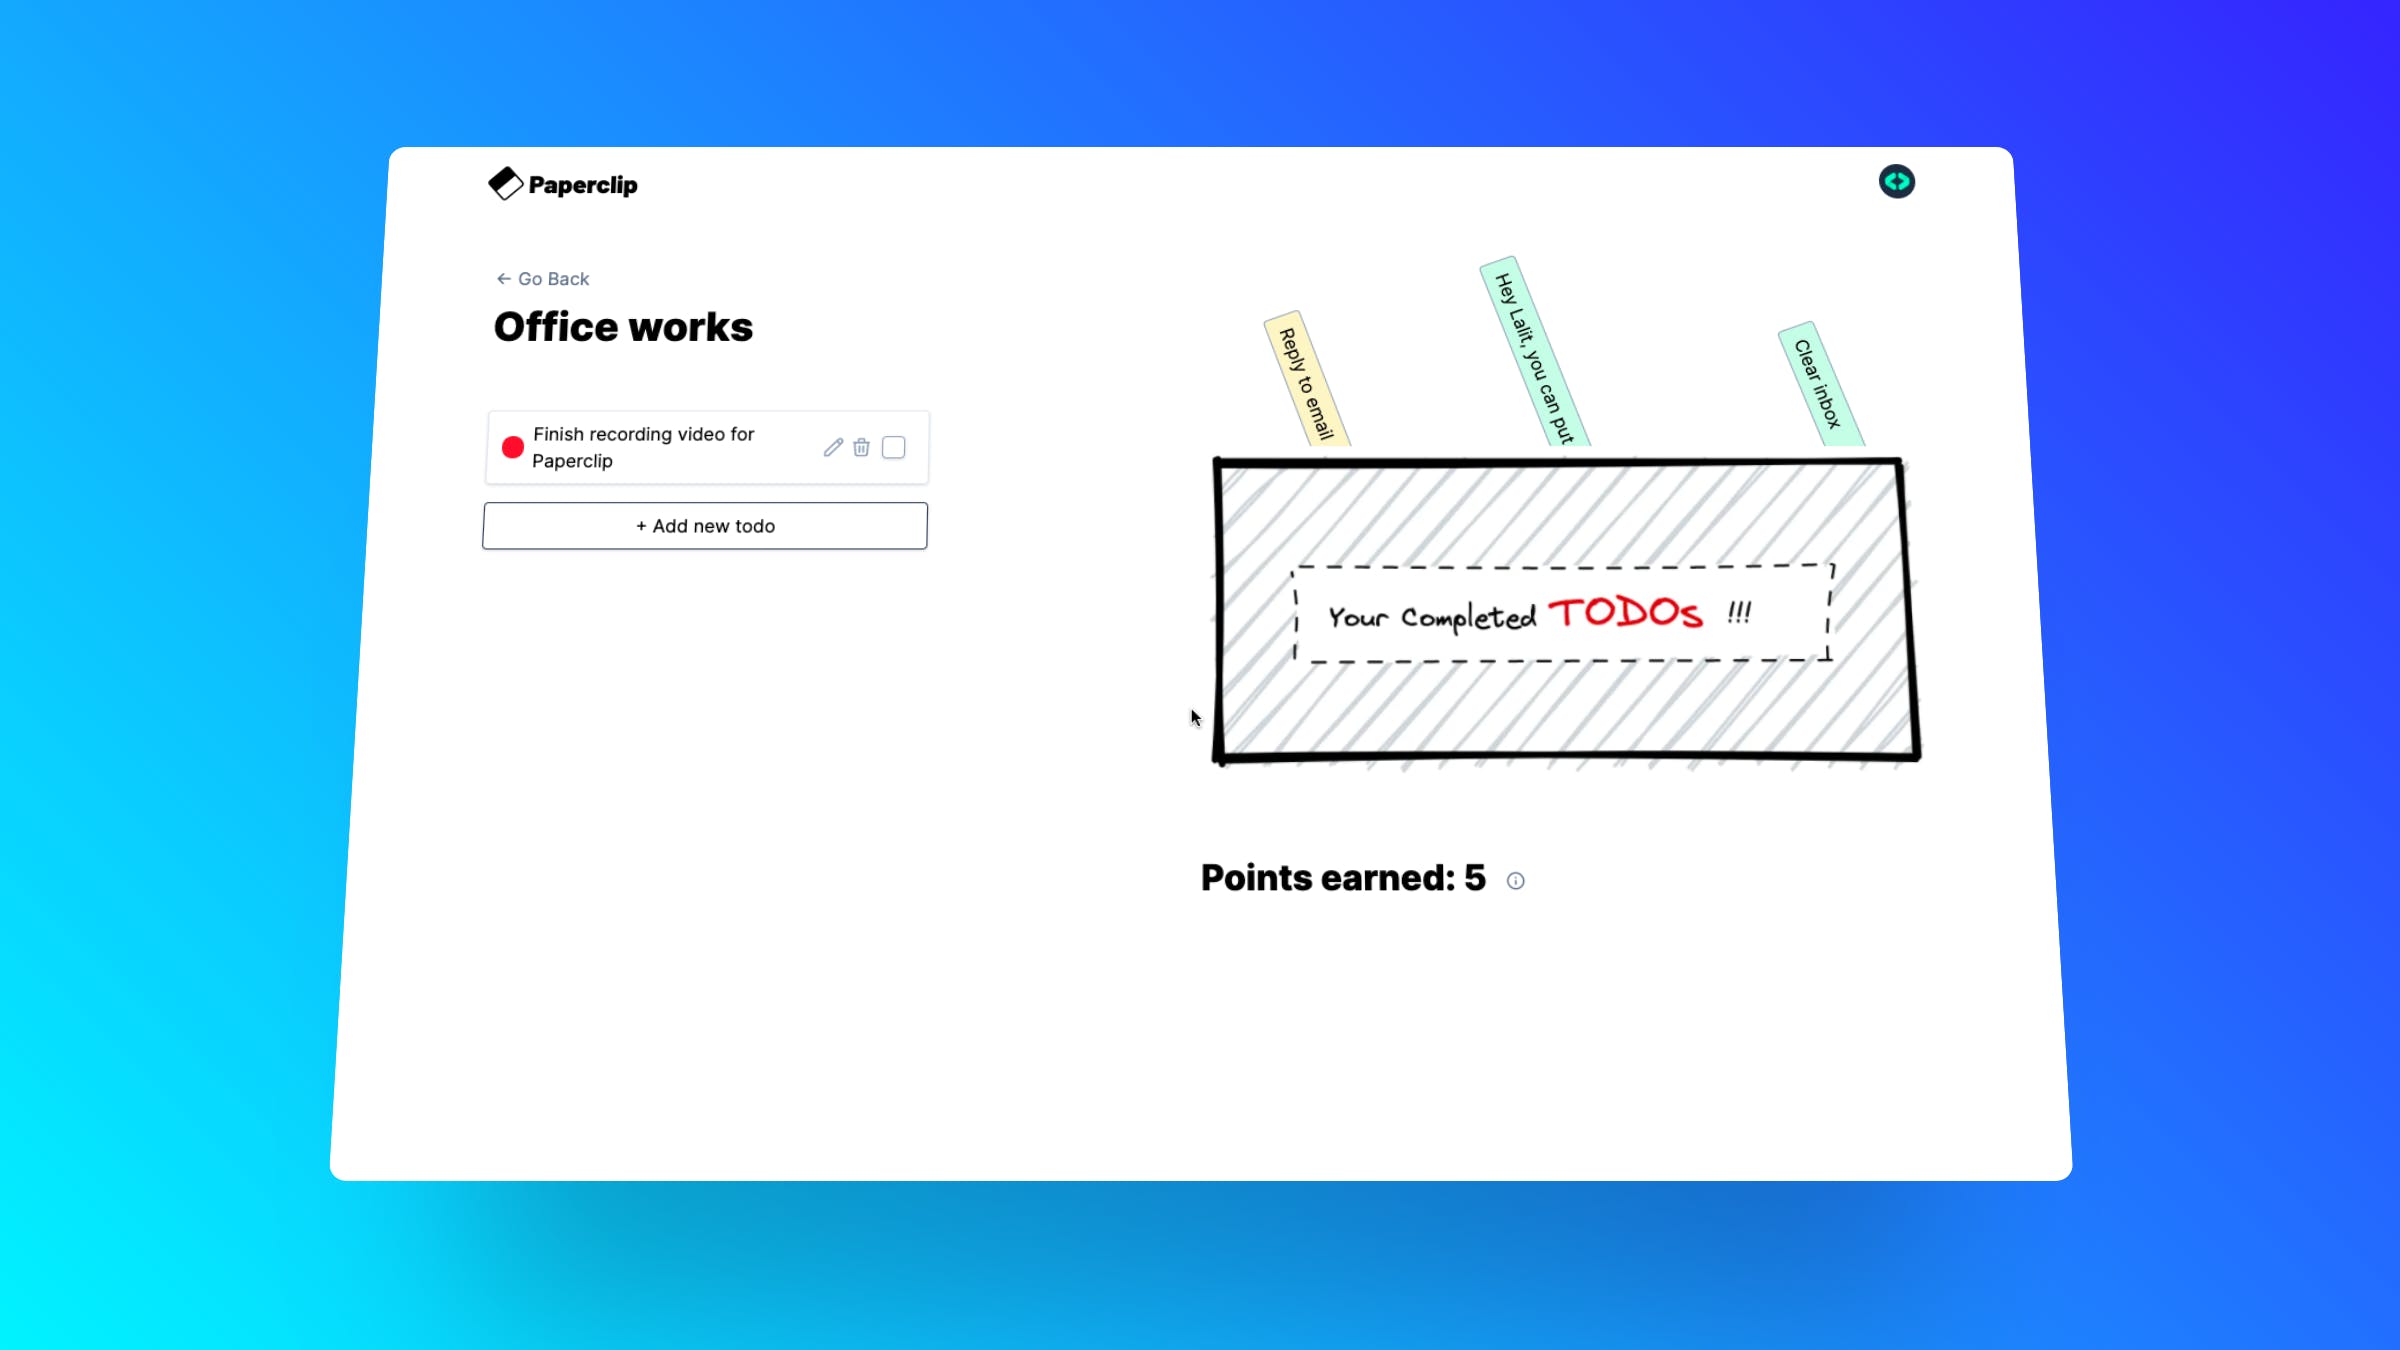 Paperclip
← Go Back
Office works
Finish recording video for
Paperclip
+ Add new todo
Reply to email
Hey Lalit, you can put
Clear inbox
Your Completed TODOs !!!
Points earned: 5